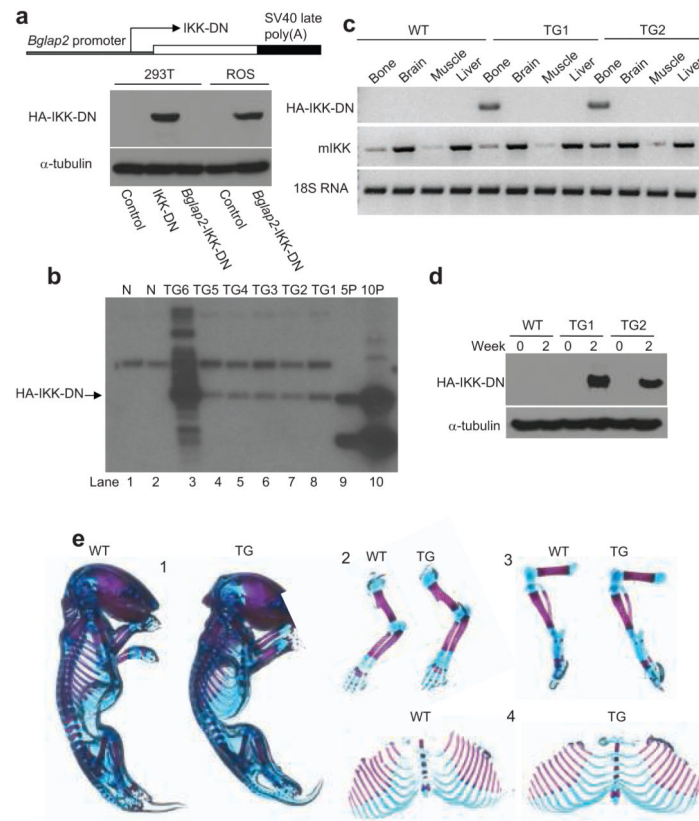 a
Bglap2 promoter
IKK-DN
SV40 late
poly(A)
293T ROS
HA-IKK-DN
α-tubulin
Control
IKK-DN
Bglap2-IKK-DN
Control
Bglap2-IKK-DN
b
N N TG6 TG5 TG4 TG3 TG2 TG1 5P 10P
HA-IKK-DN
Lane 1 2 3 4 5 6 7 8 9 10
c
WT TG1 TG2
Bone Brain Muscle Liver Bone Brain Muscle Liver Bone Brain Muscle Liver
HA-IKK-DN
mIKK
18S RNA
d
WT TG1 TG2
Week 0 2 0 2 0 2
HA-IKK-DN
α-tubulin
e
WT 1 TG
2 WT TG
3 WT TG
WT 4 TG